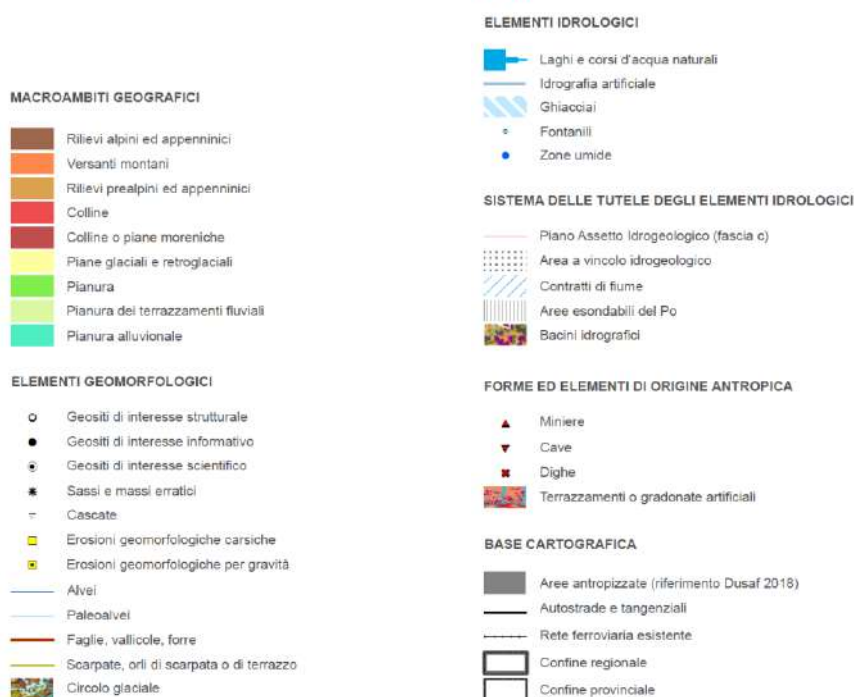 MACROAMBITI GEOGRAFICI
Rilievi alpini ed appenninici
Versanti montani
Rilievi prealpini ed appenninici
Colline
Colline o piane moreniche
Piane glaciali e retroglaciali
Pianura
Pianura dei terrazzamenti fluviali
Pianura alluvionale
ELEMENTI GEOMORFOLOGICI
Geositi di interesse strutturale
Geositi di interesse informativo
Geositi di interesse scientifico
Sassi e massi erratici
Cascate
Erosioni geomorfologiche carsiche
Erosioni geomorfologiche per gravità
Alvei
Paleoalvei
Faglie, vallicole, forre
Scarpate, orli di scarpata o di terrazzo
Circolo glaciale
ELEMENTI IDROLOGICI
Laghi e corsi d'acqua naturali
Idrografia artificiale
Ghiacciai
Fontanili
Zone umide
SISTEMA DELLE TUTELE DEGLI ELEMENTI IDROLOGICI
Piano Assetto Idrogeologico (fascia c)
Area a vincolo idrogeologico
Contratti di fiume
Aree esondabili del Po
Bacini idrografici
FORME ED ELEMENTI DI ORIGINE ANTROPICA
Miniere
Cave
Dighe
Terrazzamenti o gradonate artificiali
BASE CARTOGRAFICA
Aree antropizzate (riferimento Dusaf 2018)
Autostrade e tangenziali
Rete ferroviaria esistente
Confine regionale
Confine provinciale